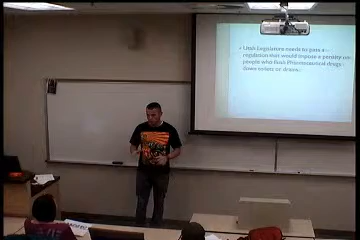 Utah Legislature needs to pass a
regulation that would impose a penalty on
people who flush Pharmaceutical drugs
down toilets or drains.